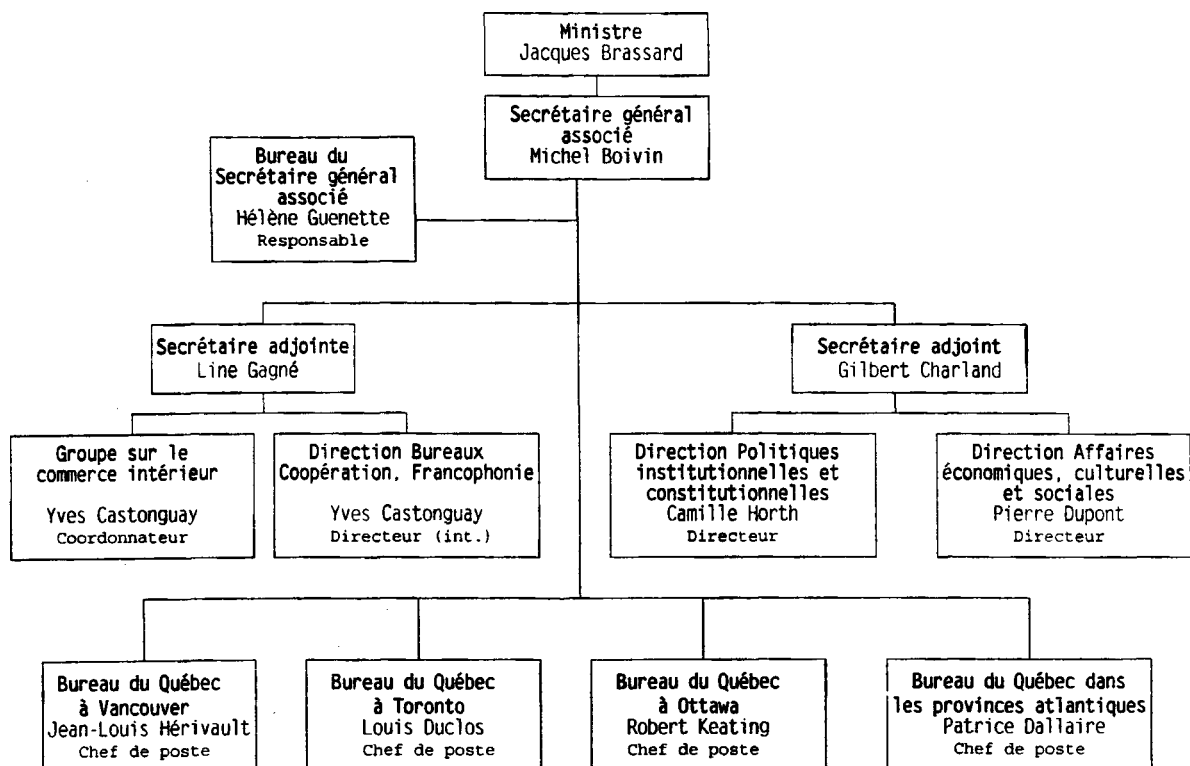 Ministre
Jacques Brassard
Secrétaire général
associé
Michel Boivin
Bureau du
Secrétaire général
associé
Hélène Guenette
Responsable
Secrétaire adjointe
Line Gagné
Secrétaire adjoint
Gilbert Charland
Groupe sur le
commerce intérieur
Yves Castonguay
Coordonnateur
Direction Bureaux
Coopération, Francophonie
Yves Castonguay
Directeur (int.)
Direction Politiques
institutionnelles et
constitutionnelles
Camille Horth
Directeur
Direction Affaires
économiques, culturelles
et sociales
Pierre Dupont
Directeur
Bureau du Québec
à Vancouver
Jean-Louis Hérivault
Chef de poste
Bureau du Québec
à Toronto
Louis Duclos
Chef de poste
Bureau du Québec
à Ottawa
Robert Keating
Chef de poste
Bureau du Québec dans
les provinces atlantiques
Patrice Dallaire
Chef de poste